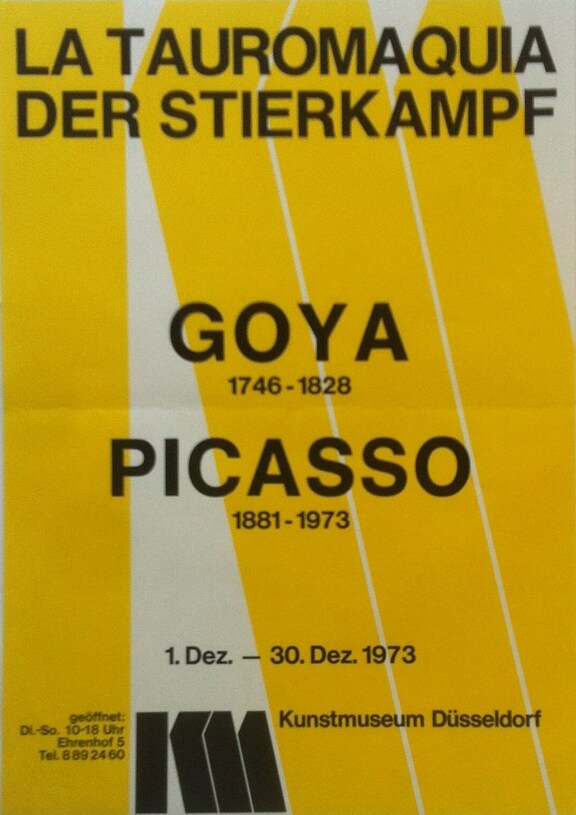 LA TAUROMAQUIA
DER STIERKAMPF
GOYA
1746-1828
PICASSO
1881-1973
1. Dez. — 30. Dez. 1973
geöffnet:
Di.-So. 10-18 Uhr
Ehrenhof 5
Tel. 8 89 24 60
KM
Kunstmuseum Düsseldorf